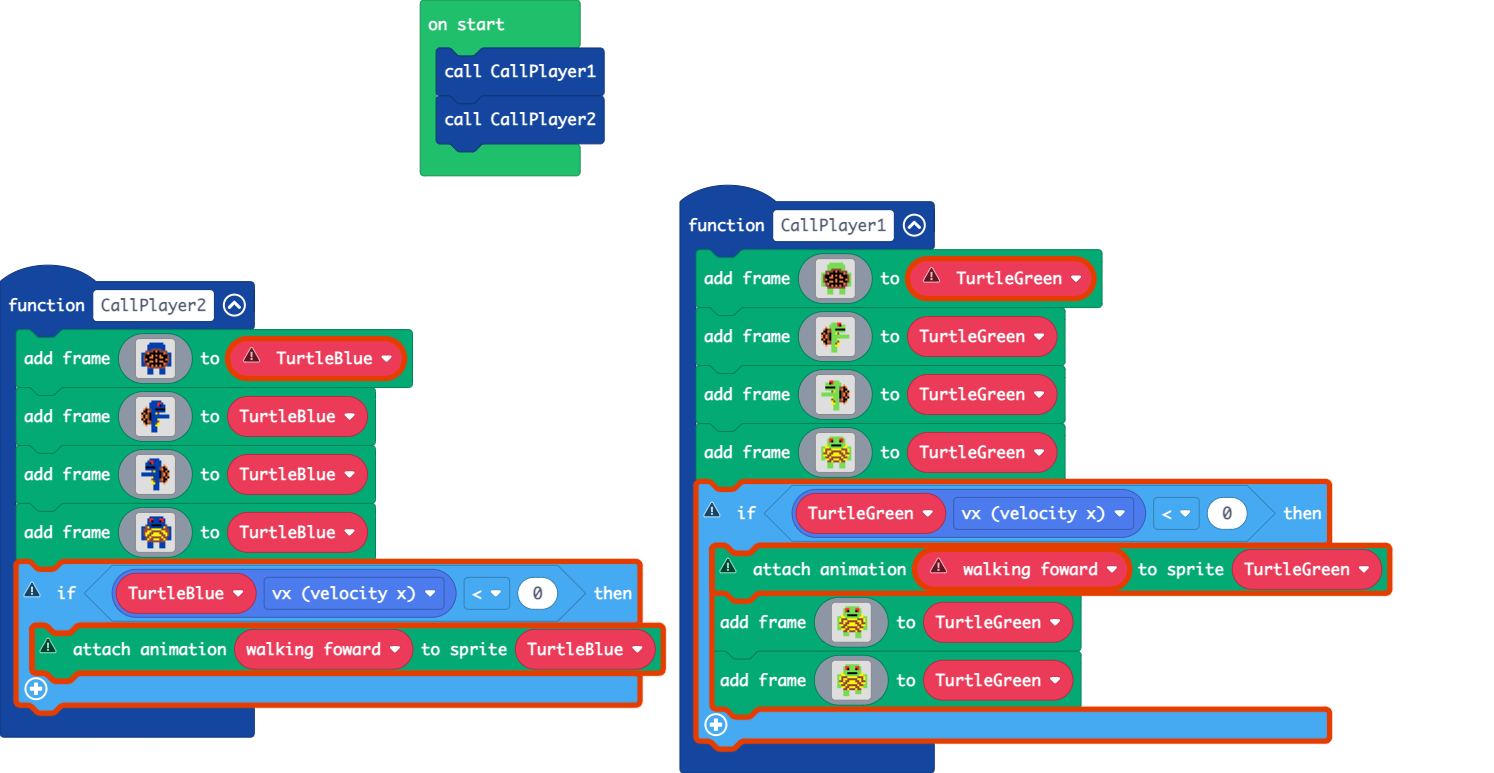 on start
call CallPlayer1
call CallPlayer2
function CallPlayer1
add frame to TurtleGreen
add frame to TurtleGreen
add frame to TurtleGreen
add frame to TurtleGreen
if TurtleGreen vx (velocity x) < 0 then
attach animation walking foward to sprite TurtleGreen
add frame to TurtleGreen
add frame to TurtleGreen
function CallPlayer2
add frame to TurtleBlue
add frame to TurtleBlue
add frame to TurtleBlue
add frame to TurtleBlue
if TurtleBlue vx (velocity x) < 0 then
attach animation walking foward to sprite TurtleBlue